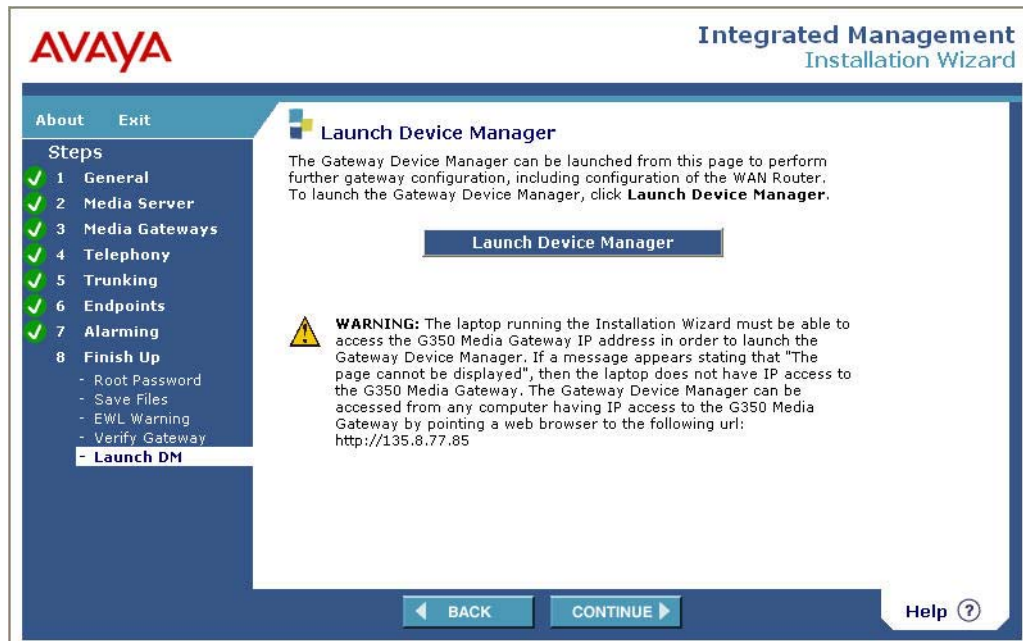 AVAYA
Integrated Management
Installation Wizard
About Exit
Steps
1 General
2 Media Server
3 Media Gateways
4 Telephony
5 Trunking
6 Endpoints
7 Alarming
8 Finish Up
- Root Password
- Save Files
- EWL Warning
- Verify Gateway
- Launch DM
Launch Device Manager
The Gateway Device Manager can be launched from this page to perform
further gateway configuration, including configuration of the WAN Router.
To launch the Gateway Device Manager, click Launch Device Manager.
Launch Device Manager
WARNING: The laptop running the Installation Wizard must be able to
access the G350 Media Gateway IP address in order to launch the
Gateway Device Manager. If a message appears stating that "The
page cannot be displayed", then the laptop does not have IP access to
the G350 Media Gateway. The Gateway Device Manager can be
accessed from any computer having IP access to the G350 Media
Gateway by pointing a web browser to the following url:
http://135.8.77.85
BACK
CONTINUE
Help ?